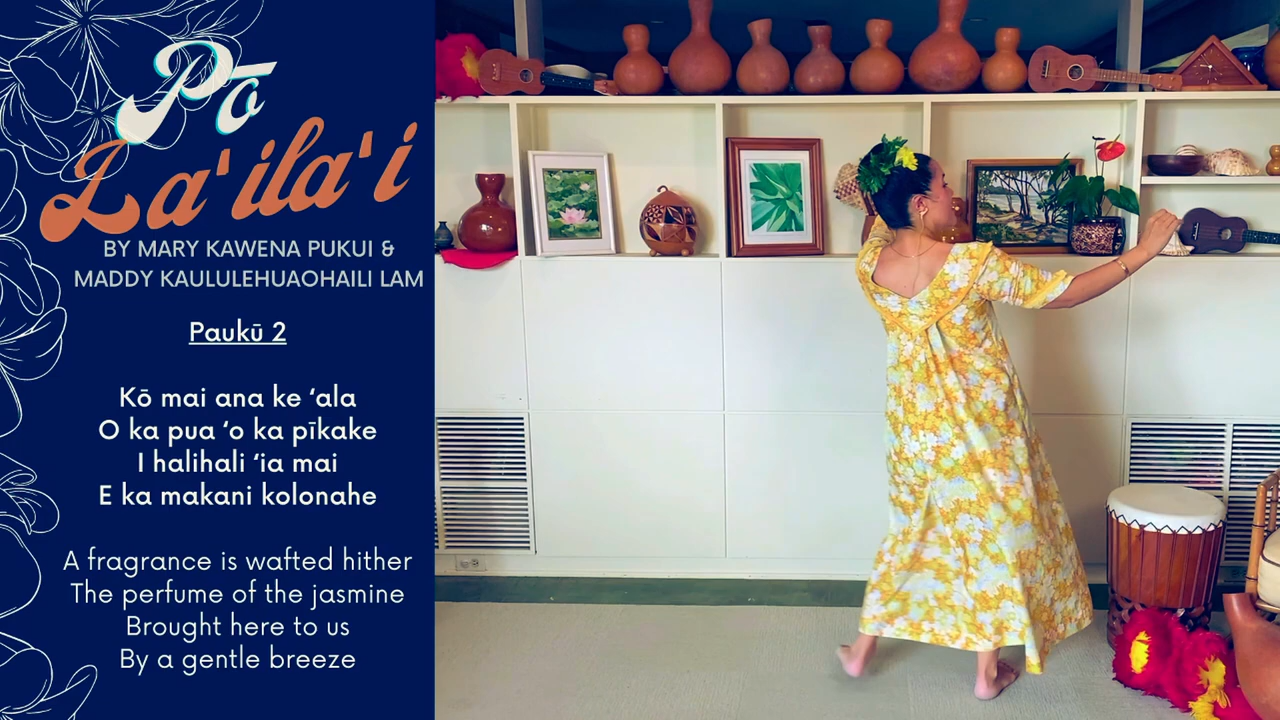 Pō
Laʻilaʻi
BY MARY KAWENA PUKUI &
MADDY KAULULEHUAOHAILI LAM
Paukū 2
Kō mai ana ke ʻala
O ka pua ʻo ka pīkake
I halihali ʻia mai
E ka makani kolonahe
A fragrance is wafted hither
The perfume of the jasmine
Brought here to us
By a gentle breeze